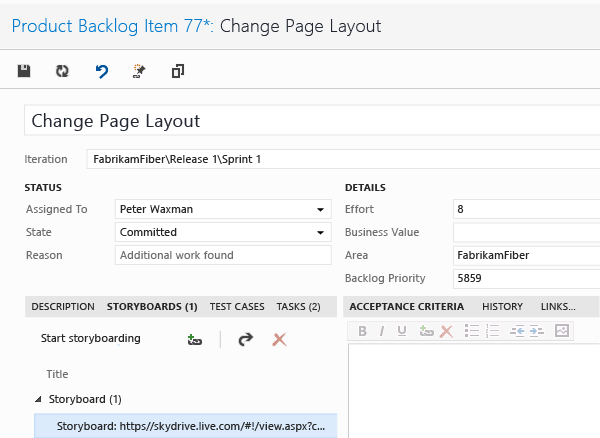 Product Backlog Item 77*: Change Page Layout
Change Page Layout
Iteration FabrikamFiber\Release 1\Sprint 1
STATUS
Assigned To Peter Waxman
State Committed
Reason Additional work found
DETAILS
Effort 8
Business Value
Area FabrikamFiber
Backlog Priority 5859
DESCRIPTION STORYBOARDS (1) TEST CASES TASKS (2)
Start storyboarding
Title
Storyboard (1)
Storyboard: https//skydrive.live.com/#!/view.aspx?c...
ACCEPTANCE CRITERIA HISTORY LINKS...
B I U